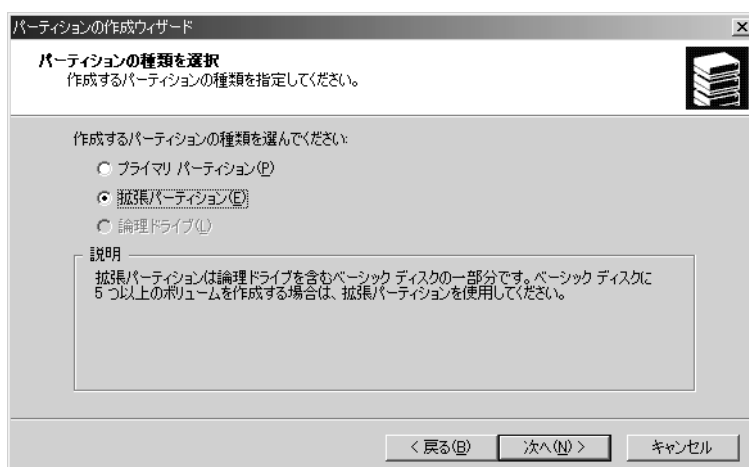 パーティションの作成ウィザード
パーティションの種類を選択
作成するパーティションの種類を指定してください。
作成するパーティションの種類を選んでください:
プライマリ パーティション(P)
拡張パーティション(E)
論理ドライブ(L)
説明
拡張パーティションは論理ドライブを含むベーシック ディスクの一部分です。ベーシック ディスクに
5 つ以上のボリュームを作成する場合は、拡張パーティションを使用してください。
< 戻る(B)
次へ(N) >
キャンセル